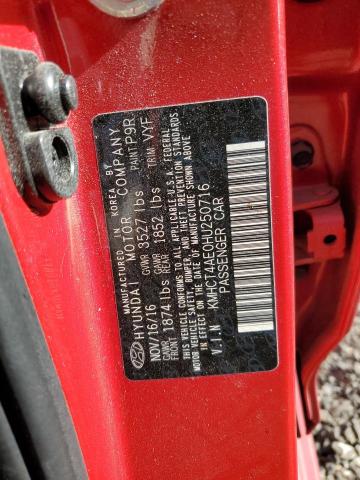 MANUFACTURED IN KOREA BY
HYUNDAI MOTOR COMPANY
NOV/16/16 GVWR 3527 lbs PAINT P9R
GAWR FRONT 1874 lbs GAWR REAR 1852 lbs TRIM VYF
THIS VEHICLE CONFORMS TO ALL APPLICABLE U.S.A. FEDERAL
MOTOR VEHICLE SAFETY, BUMPER, AND THEFT PREVENTION STANDARDS
IN EFFECT ON THE DATE OF MANUFACTURE SHOWN ABOVE.
V.I.N KMHCT4AE0HU250716
PASSENGER CAR